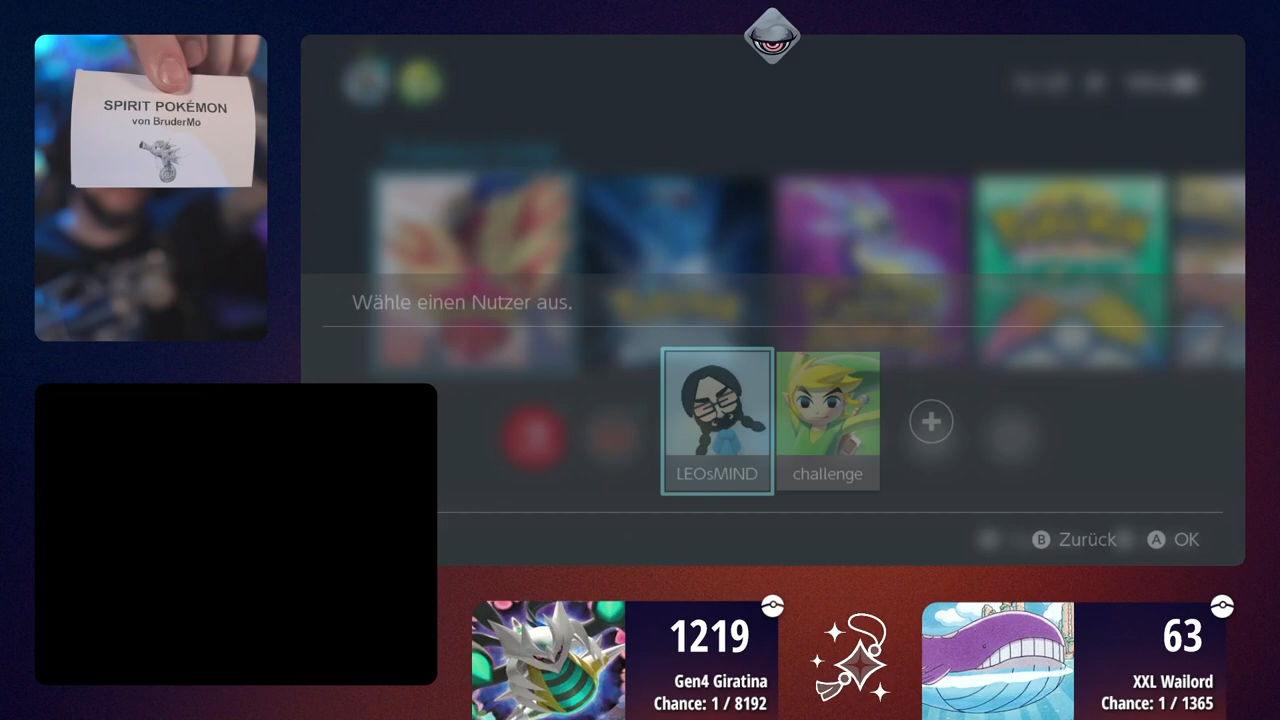 SPIRIT POKÉMON
von BruderMo
Wähle einen Nutzer aus.
LEOsMIND
challenge
B Zurück
A OK
1219
Gen4 Giratina
Chance: 1 / 8192
63
XXL Wailord
Chance: 1 / 1365